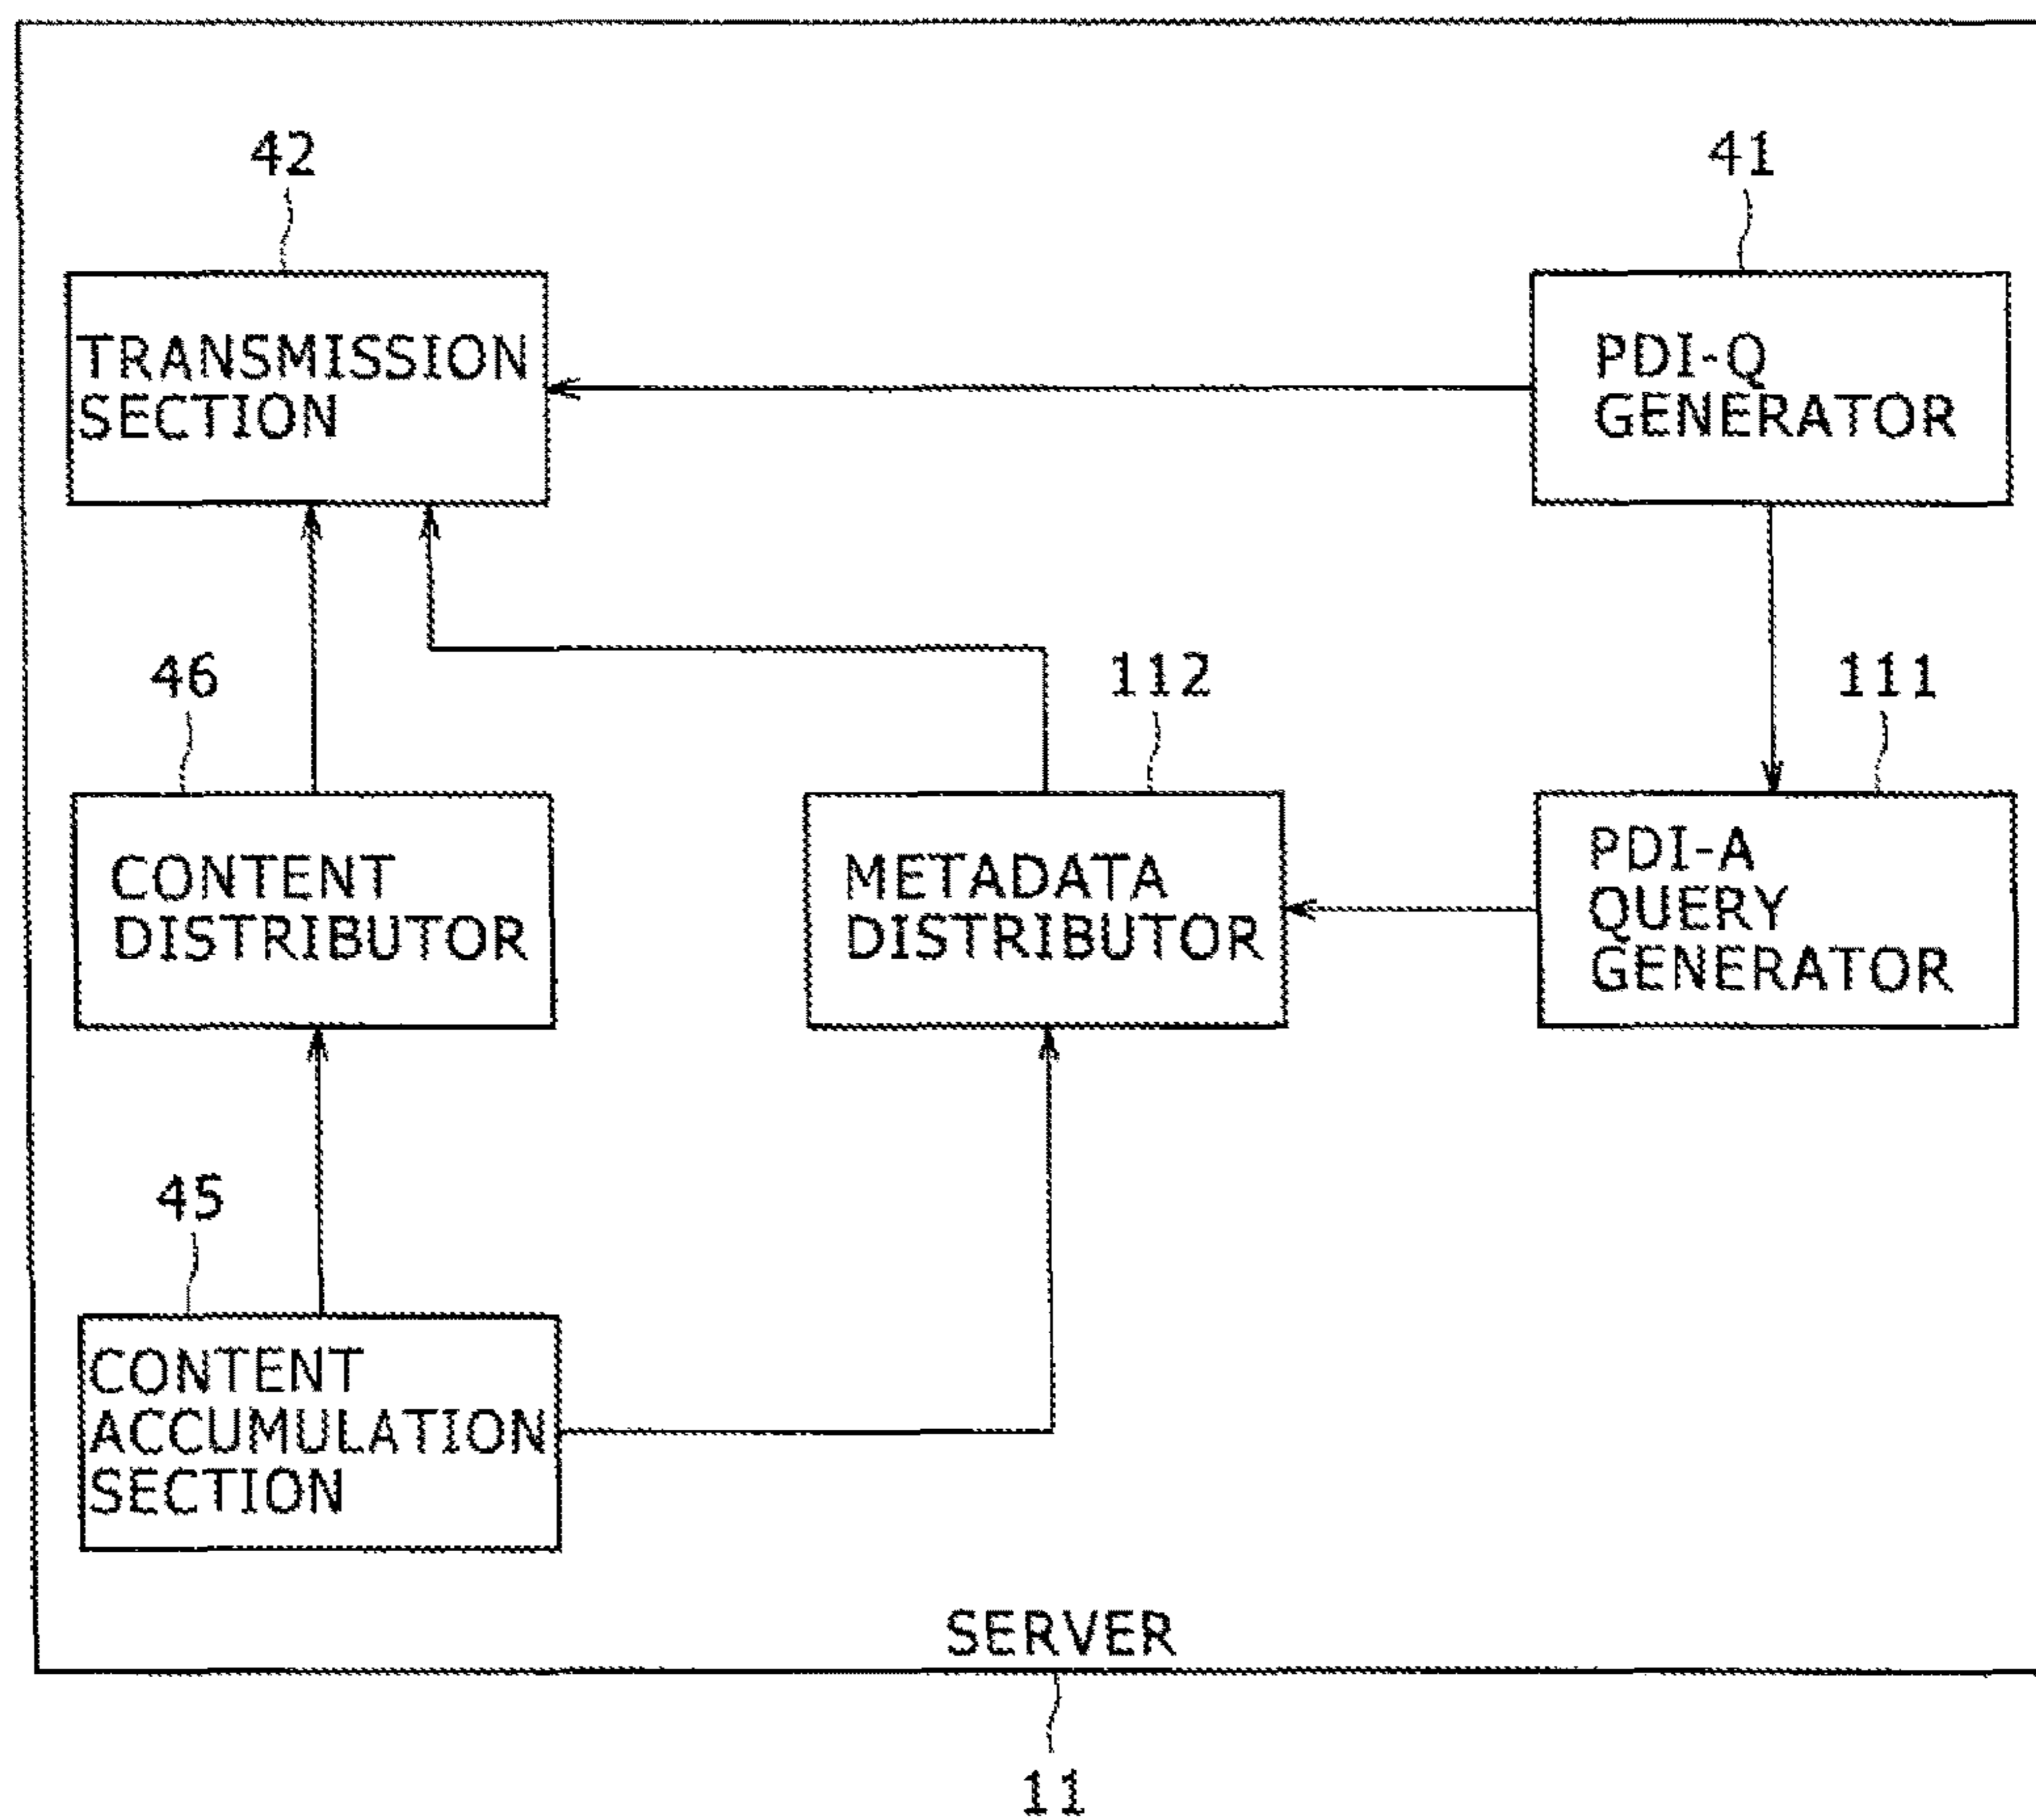 42
41
TRANSMISSION
SECTION
PDI-Q
GENERATOR
46
112
111
CONTENT
DISTRIBUTOR
METADATA
DISTRIBUTOR
PDI-A
QUERY
GENERATOR
45
CONTENT
ACCUMULATION
SECTION
SERVER
11